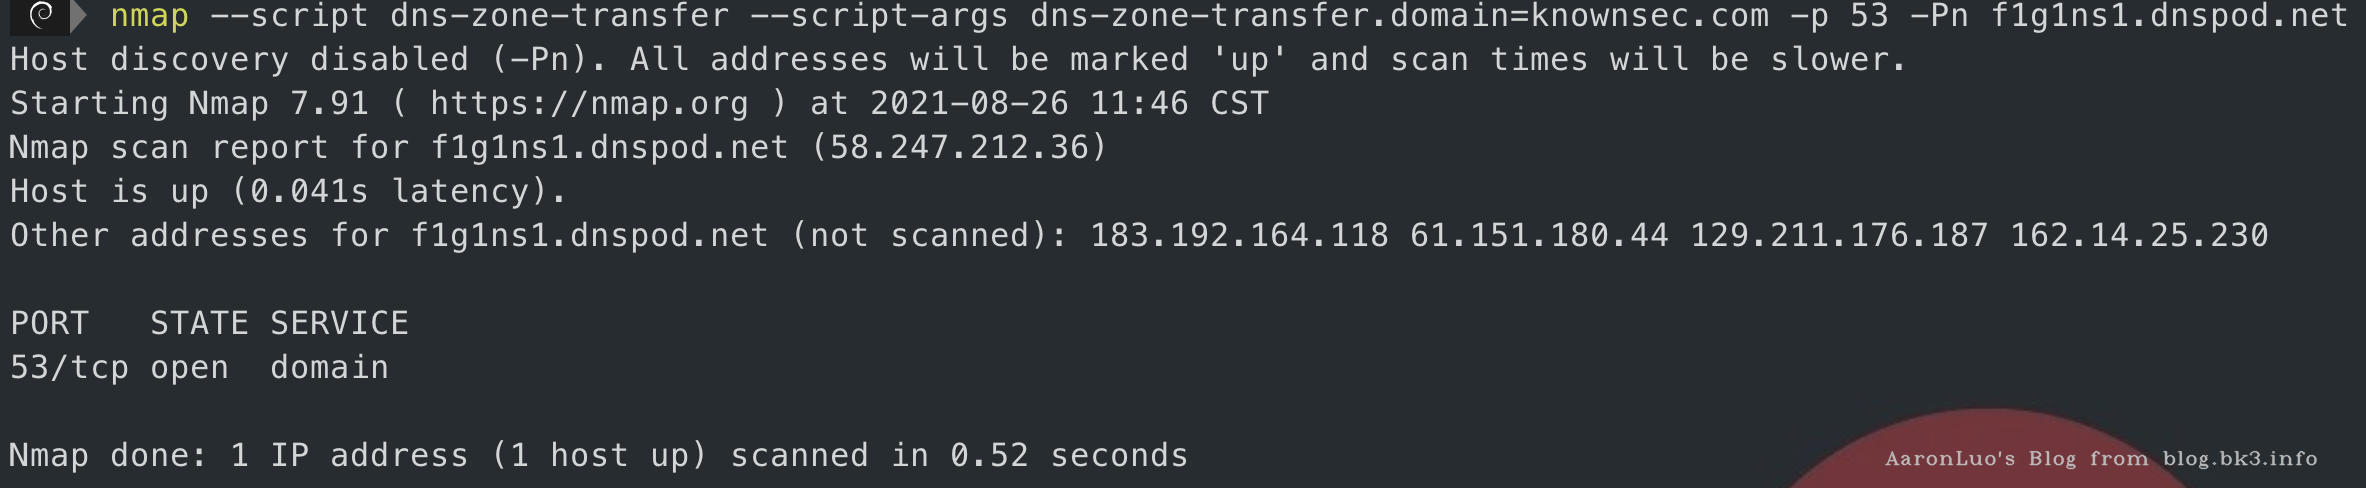 nmap --script dns-zone-transfer --script-args dns-zone-transfer.domain=knownsec.com -p 53 -Pn f1g1ns1.dnspod.net
Host discovery disabled (-Pn). All addresses will be marked 'up' and scan times will be slower.
Starting Nmap 7.91 ( https://nmap.org ) at 2021-08-26 11:46 CST
Nmap scan report for f1g1ns1.dnspod.net (58.247.212.36)
Host is up (0.041s latency).
Other addresses for f1g1ns1.dnspod.net (not scanned): 183.192.164.118 61.151.180.44 129.211.176.187 162.14.25.230
PORT   STATE SERVICE
53/tcp open  domain
Nmap done: 1 IP address (1 host up) scanned in 0.52 seconds
AaronLuo's Blog from blog.bk3.info